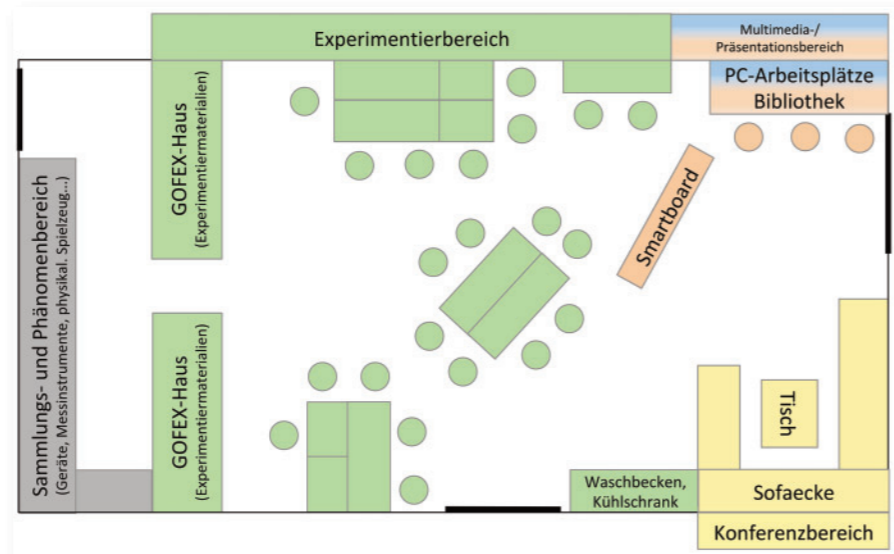 Experimentierbereich
Multimedia-/
Präsentationsbereich
PC-Arbeitsplätze
Bibliothek
GOFEX-Haus
(Experimentiermaterialien)
Sammlungs- und Phänomenbereich
(Geräte, Messinstrumente, physikal. Spielzeug...)
Smartboard
GOFEX-Haus
(Experimentiermaterialien)
Tisch
Waschbecken,
Kühlschrank
Sofaecke
Konferenzbereich